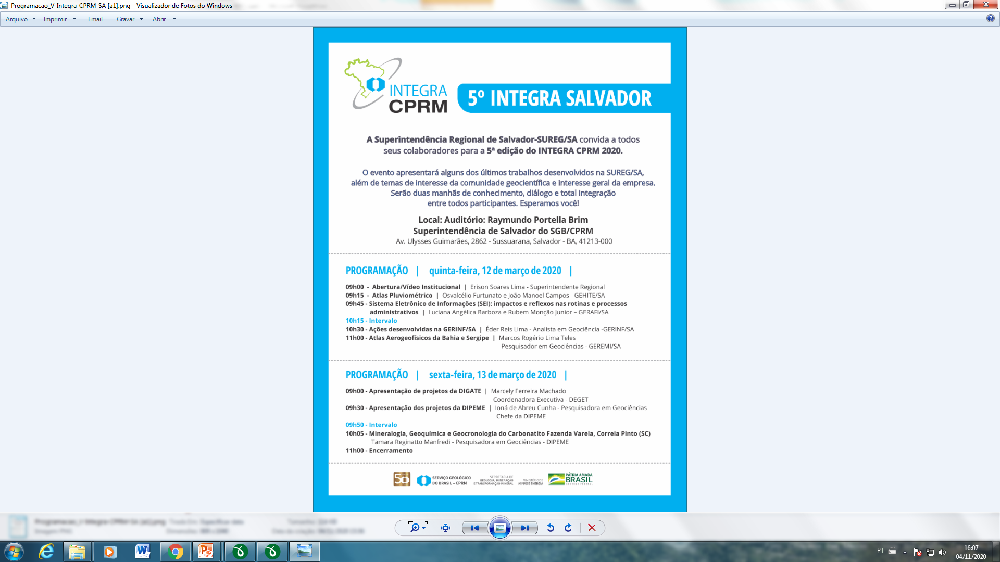 Programacao_V-Integra-CPRM-SA [a1].png - Visualizador de Fotos do Windows
Arquivo Imprimir Email Gravar Abrir
INTEGRA
CPRM
5º INTEGRA SALVADOR
A Superintendência Regional de Salvador-SUREG/SA convida a todos
seus colaboradores para a 5ª edição do INTEGRA CPRM 2020.
O evento apresentará alguns dos últimos trabalhos desenvolvidos na SUREG/SA,
além de temas de interesse da comunidade geocientífica e interesse geral da empresa.
Serão duas manhãs de conhecimento, diálogo e total integração
entre todos participantes. Esperamos você!
Local: Auditório: Raymundo Portella Brim
Superintendência de Salvador do SGB/CPRM
Av. Ulysses Guimarães, 2862 - Sussuarana, Salvador - BA, 41213-000
PROGRAMAÇÃO | quinta-feira, 12 de março de 2020 |
09h00 - Abertura/Vídeo Institucional | Erison Soares Lima - Superintendente Regional
09h15 - Atlas Pluviométrico | Osvalcélio Furtunato e João Manoel Campos - GEHITE/SA
09h45 - Sistema Eletrônico de Informações (SEI): impactos e reflexos nas rotinas e processos
administrativos | Luciana Angélica Barboza e Rubem Monção Junior – GERAFI/SA
10h15 - Intervalo
10h30 - Ações desenvolvidas na GERINF/SA | Éder Reis Lima - Analista em Geociência -GERINF/SA
11h00 - Atlas Aerogeofísicos da Bahia e Sergipe | Marcos Rogério Lima Teles
Pesquisador em Geociências - GEREMI/SA
PROGRAMAÇÃO | sexta-feira, 13 de março de 2020 |
09h00 - Apresentação de projetos da DIGATE | Marcely Ferreira Machado
Coordenadora Executiva - DEGET
09h30 - Apresentação dos projetos da DIPEME | Ioná de Abreu Cunha - Pesquisadora em Geociências
Chefe da DIPEME
09h50 - Intervalo
10h05 - Mineralogia, Geoquímica e Geocronologia do Carbonatito Fazenda Varela, Correia Pinto (SC)
Tamara Reginatto Manfredi - Pesquisadora em Geociências - DIPEME
11h00 - Encerramento
50
SERVIÇO GEOLÓGICO
DO BRASIL – CPRM
SECRETARIA DE
GEOLOGIA, MINERAÇÃO
E TRANSFORMAÇÃO MINERAL
MINISTÉRIO DE
MINAS E ENERGIA
PÁTRIA AMADA
BRASIL
GOVERNO FEDERAL
PT
16:07
04/11/2020